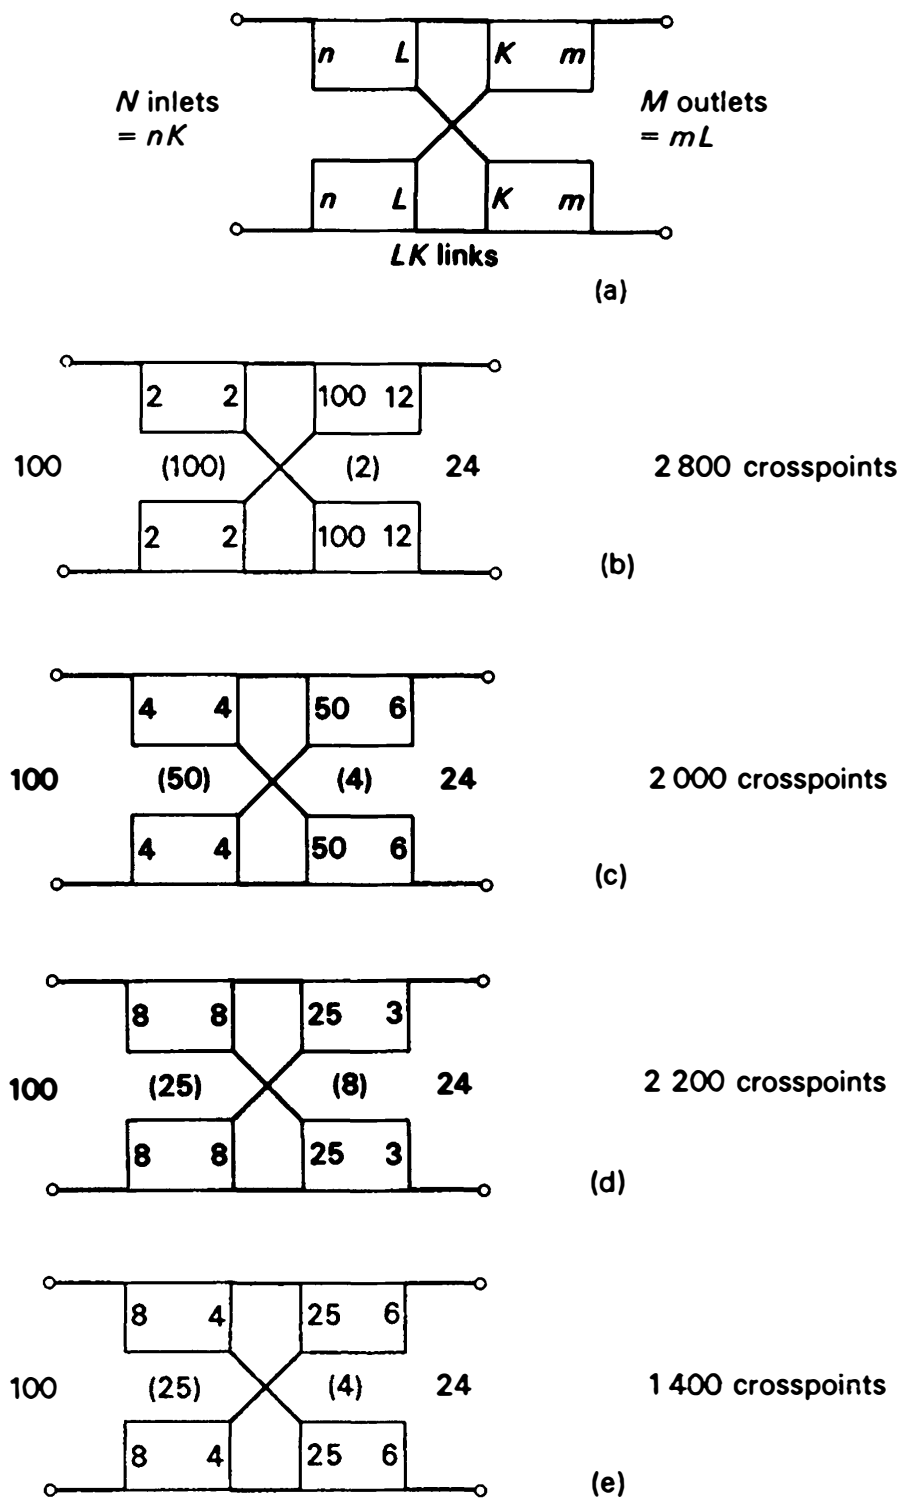 n L K m
N inlets
= nK
M outlets
= mL
n L K m
LK links
(a)
2 2 100 12
100 (100) (2) 24 2 800 crosspoints
2 2 100 12
(b)
4 4 50 6
100 (50) (4) 24 2 000 crosspoints
4 4 50 6
(c)
8 8 25 3
100 (25) (8) 24 2 200 crosspoints
8 8 25 3
(d)
8 4 25 6
100 (25) (4) 24 1 400 crosspoints
8 4 25 6
(e)